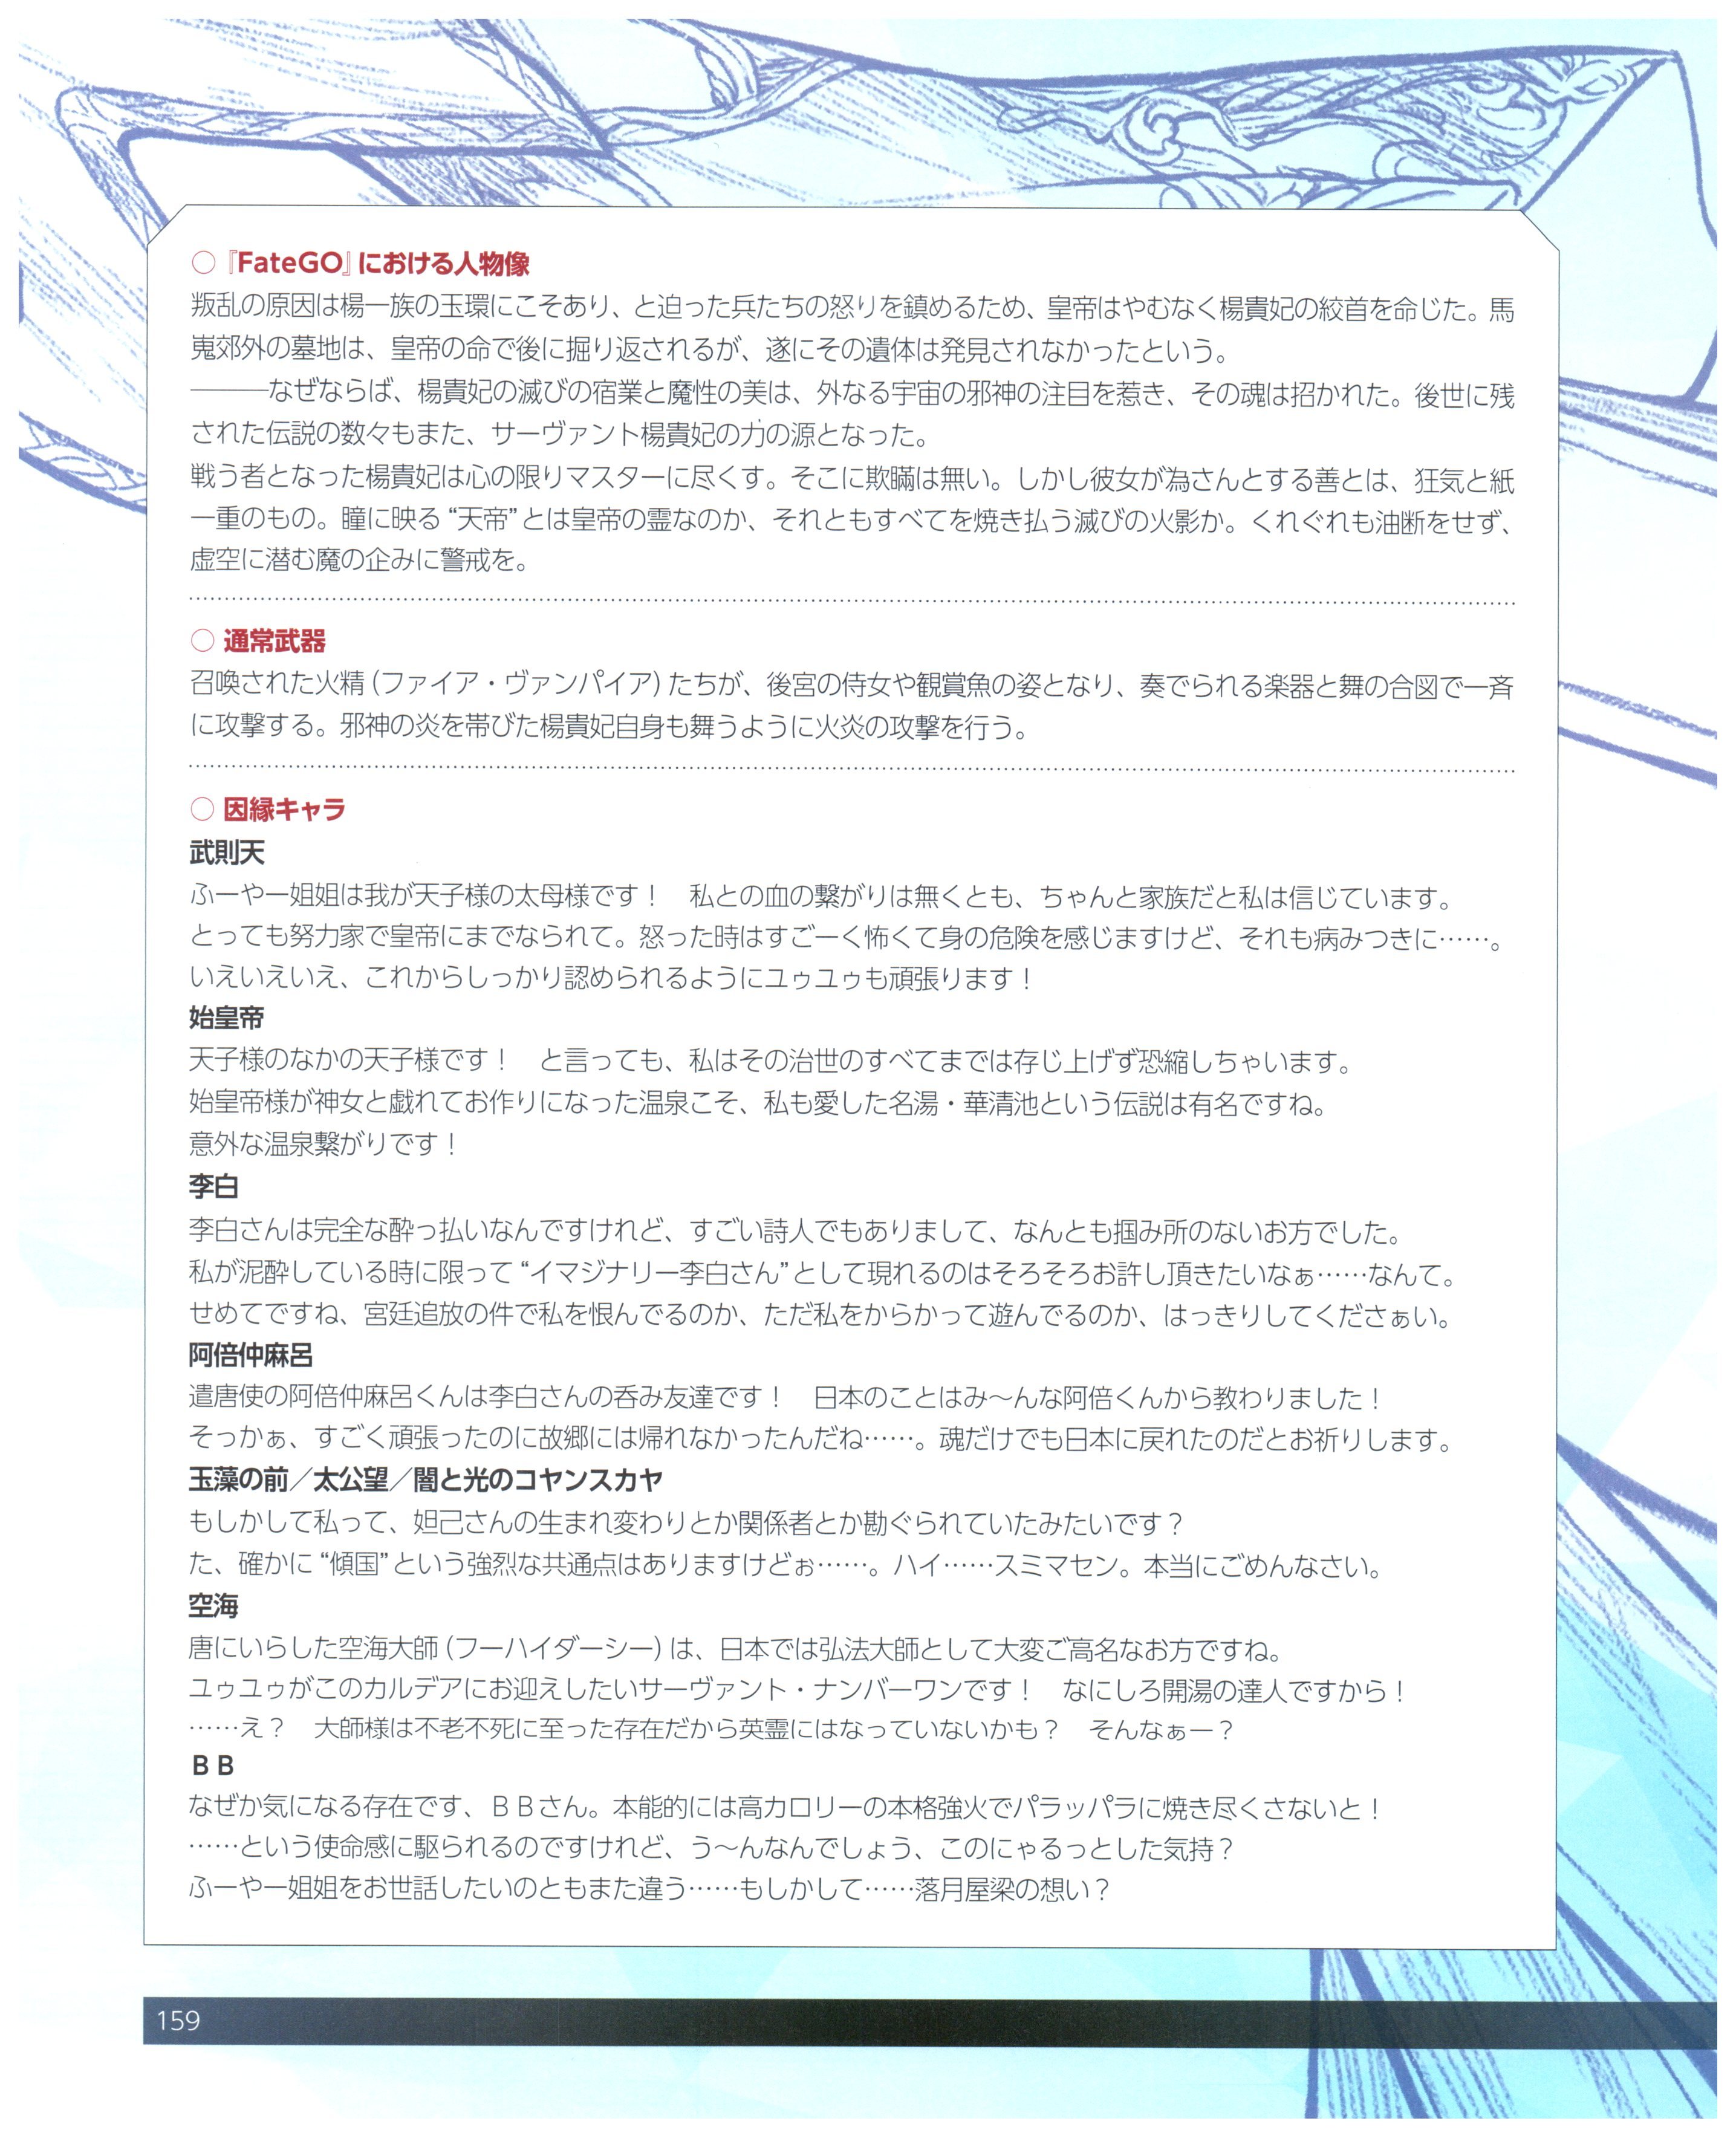 ○『FateGO』における人物像
叛乱の原因は楊一族の玉環にこそあり、と迫った兵たちの怒りを鎮めるため、皇帝はやむなく楊貴妃の絞首を命じた。馬
嵬郊外の墓地は、皇帝の命で後に掘り返されるが、遂にその遺体は発見されなかったという。
———なぜならば、楊貴妃の滅びの宿業と魔性の美は、外なる宇宙の邪神の注目を惹き、その魂は招かれた。後世に残
された伝説の数々もまた、サーヴァント楊貴妃の力の源となった。
戦う者となった楊貴妃は心の限りマスターに尽くす。そこに欺瞞は無い。しかし彼女が為さんとする善とは、狂気と紙
一重のもの。瞳に映る“天帝”とは皇帝の霊なのか、それともすべてを焼き払う滅びの火影か。くれぐれも油断をせず、
虚空に潜む魔の企みに警戒を。
○ 通常武器
召喚された火精（ファイア・ヴァンパイア）たちが、後宮の侍女や観賞魚の姿となり、奏でられる楽器と舞の合図で一斉
に攻撃する。邪神の炎を帯びた楊貴妃自身も舞うように火炎の攻撃を行う。
○ 因縁キャラ
武則天
ふーやー姐姐は我が天子様の太母様です！　私との血の繋がりは無くとも、ちゃんと家族だと私は信じています。
とっても努力家で皇帝にまでなられて。怒った時はすごーく怖くて身の危険を感じますけど、それも病みつきに……。
いえいえいえ、これからしっかり認められるようにユゥユゥも頑張ります！
始皇帝
天子様のなかの天子様です！　と言っても、私はその治世のすべてまでは存じ上げず恐縮しちゃいます。
始皇帝様が神女と戯れてお作りになった温泉こそ、私も愛した名湯・華清池という伝説は有名ですね。
意外な温泉繋がりです！
李白
李白さんは完全な酔っ払いなんですけれど、すごい詩人でもありまして、なんとも掴み所のないお方でした。
私が泥酔している時に限って“イマジナリー李白さん”として現れるのはそろそろお許し頂きたいなぁ……なんて。
せめてですね、宮廷追放の件で私を恨んでるのか、ただ私をからかって遊んでるのか、はっきりしてくださぁい。
阿倍仲麻呂
遣唐使の阿倍仲麻呂くんは李白さんの呑み友達です！　日本のことはみ～んな阿倍くんから教わりました！
そっかぁ、すごく頑張ったのに故郷には帰れなかったんだね……。魂だけでも日本に戻れたのだとお祈りします。
玉藻の前／太公望／闇と光のコヤンスカヤ
もしかして私って、妲己さんの生まれ変わりとか関係者とか勘ぐられていたみたいです？
た、確かに“傾国”という強烈な共通点はありますけどぉ……。ハイ……スミマセン。本当にごめんなさい。
空海
唐にいらした空海大師（フーハイダーシー）は、日本では弘法大師として大変ご高名なお方ですね。
ユゥユゥがこのカルデアにお迎えしたいサーヴァント・ナンバーワンです！　なにしろ開湯の達人ですから！
……え？　大師様は不老不死に至った存在だから英霊にはなっていないかも？　そんなぁー？
ＢＢ
なぜか気になる存在です、ＢＢさん。本能的には高カロリーの本格強火でパラッパラに焼き尽くさないと！
……という使命感に駆られるのですけれど、う～んなんでしょう、このにゃるっとした気持？
ふーやー姐姐をお世話したいのともまた違う……もしかして……落月屋梁の想い？
159